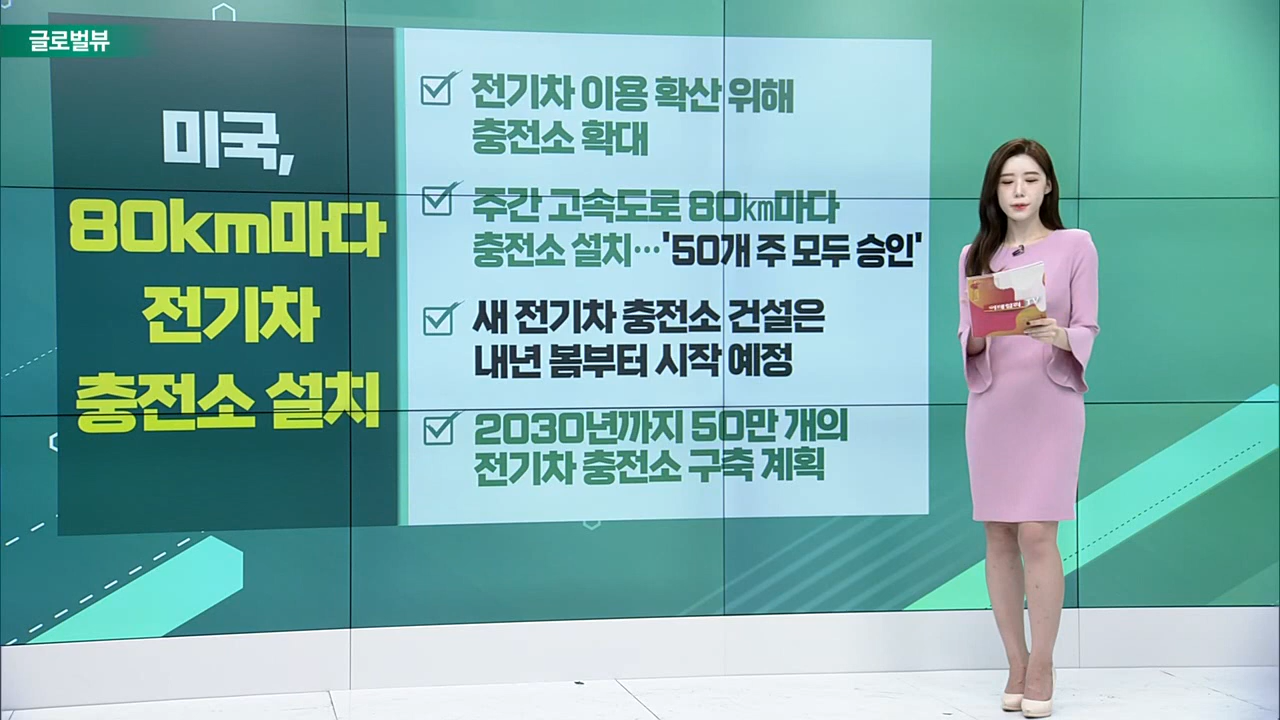 글로벌뷰
미국,
80km마다
전기차
충전소 설치
전기차 이용 확산 위해
충전소 확대
주간 고속도로 80㎞마다
충전소 설치…'50개 주 모두 승인'
새 전기차 충전소 건설은
내년 봄부터 시작 예정
2030년까지 50만 개의
전기차 충전소 구축 계획